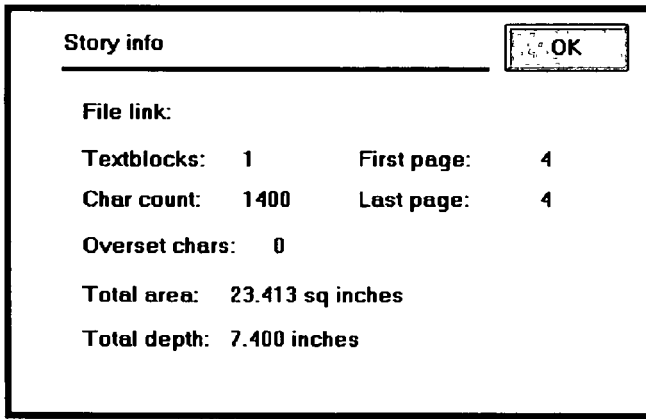 Story info OK
File link:
Textblocks: 1 First page: 4
Char count: 1400 Last page: 4
Overset chars: 0
Total area: 23.413 sq inches
Total depth: 7.400 inches